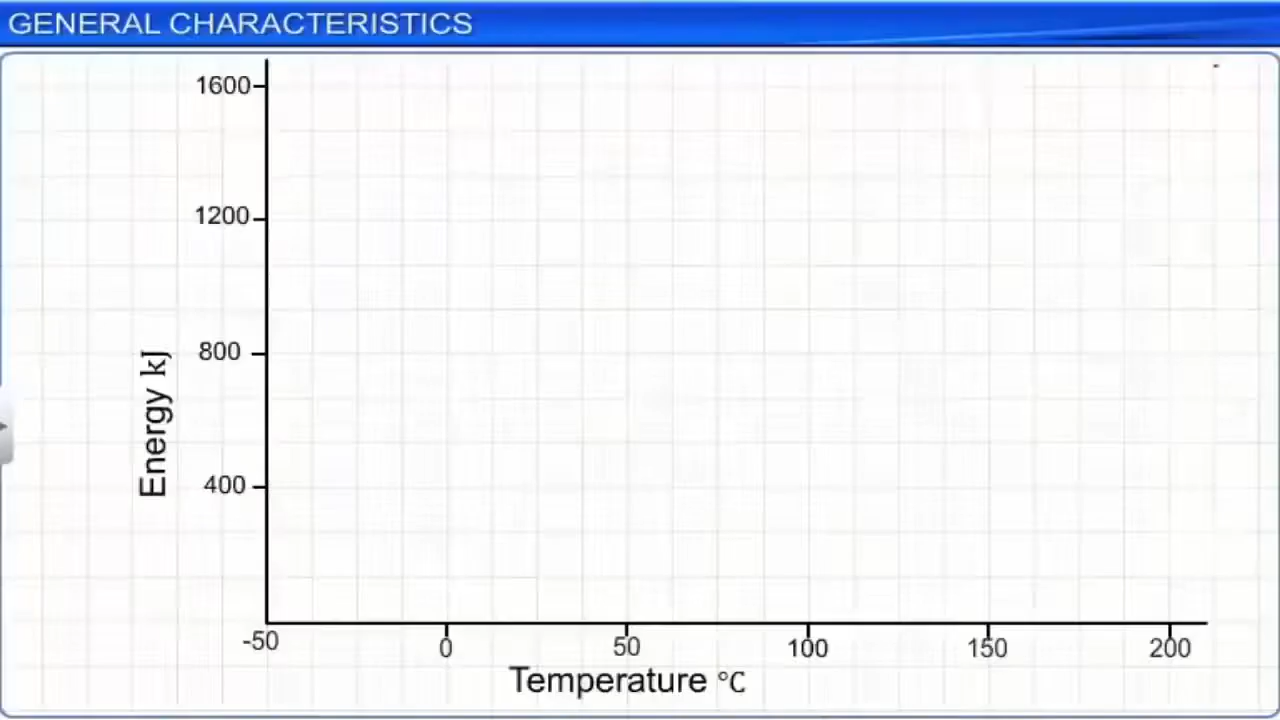 GENERAL CHARACTERISTICS
1600
1200
800
400
Energy kJ
-50 0 50 100 150 200
Temperature °C